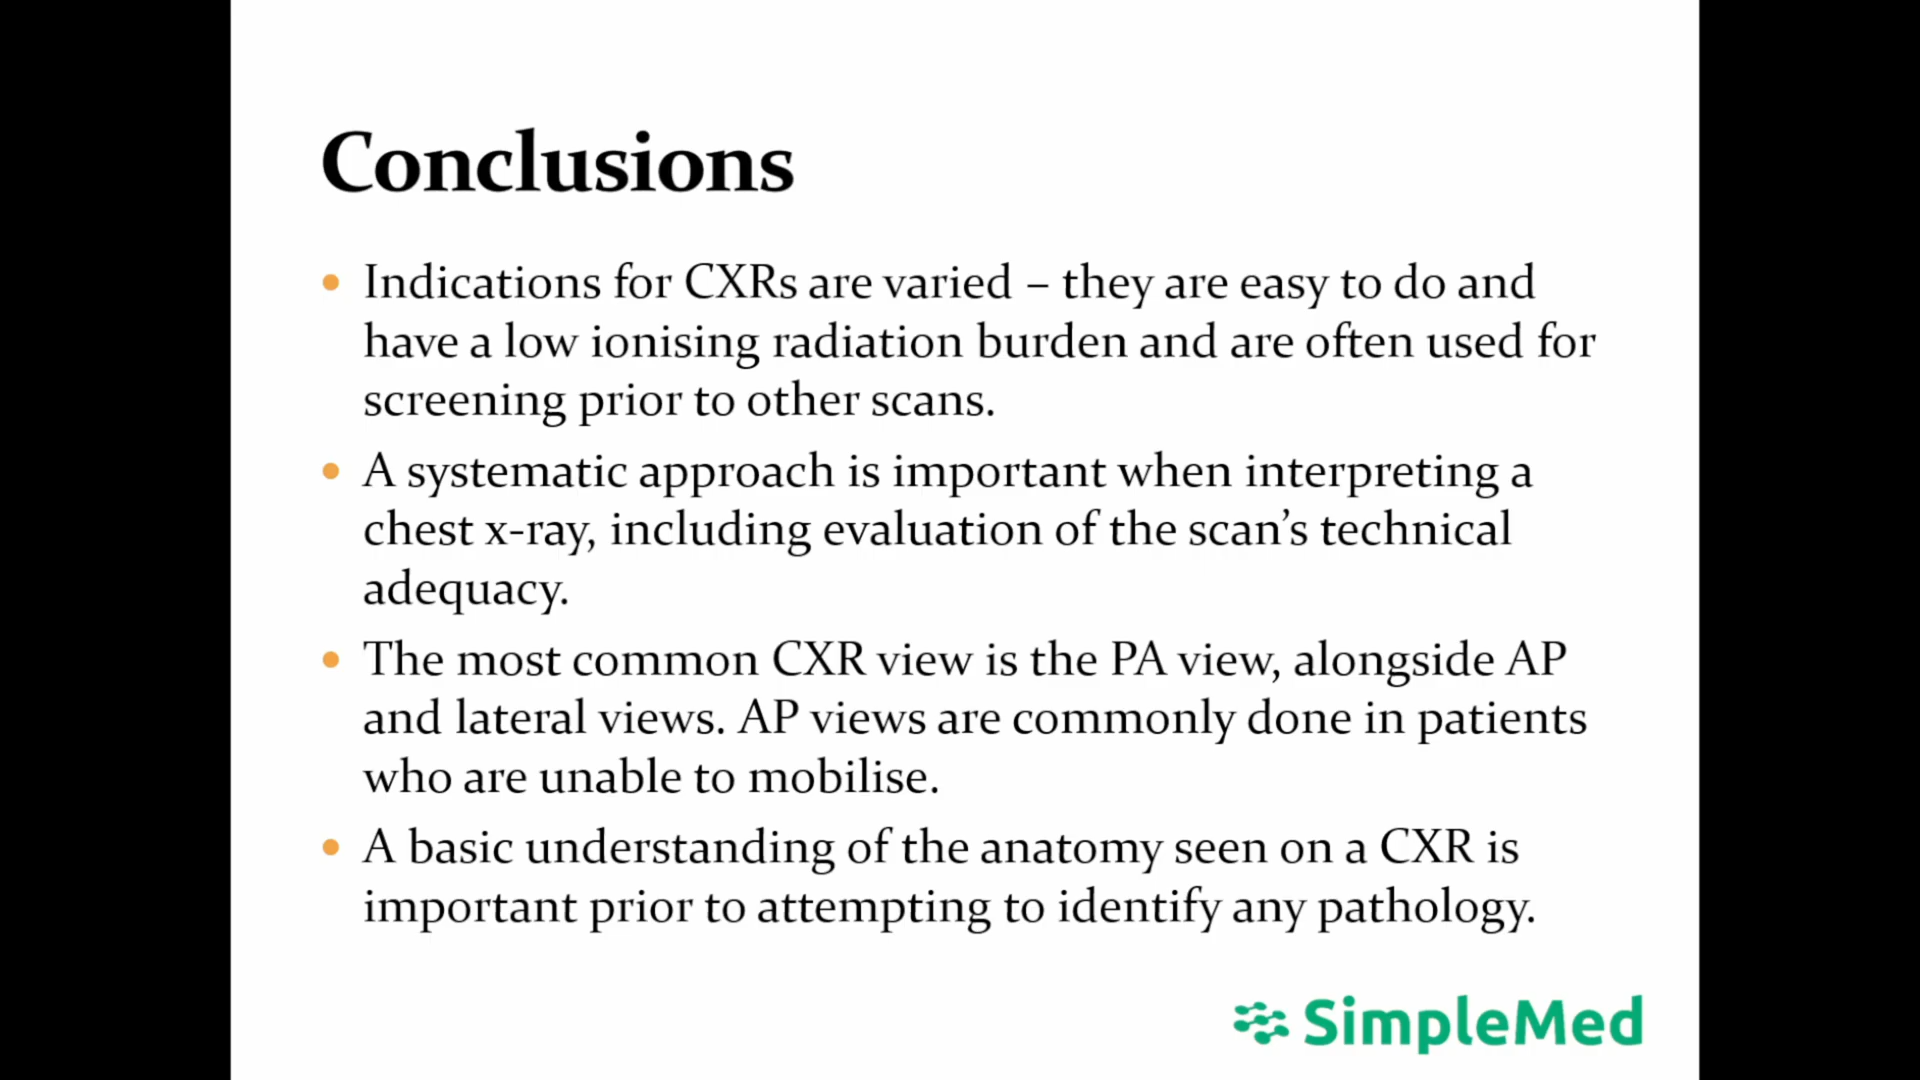 Conclusions
• Indications for CXRs are varied – they are easy to do and
have a low ionising radiation burden and are often used for
screening prior to other scans.
• A systematic approach is important when interpreting a
chest x-ray, including evaluation of the scan’s technical
adequacy.
• The most common CXR view is the PA view, alongside AP
and lateral views. AP views are commonly done in patients
who are unable to mobilise.
• A basic understanding of the anatomy seen on a CXR is
important prior to attempting to identify any pathology.
SimpleMed